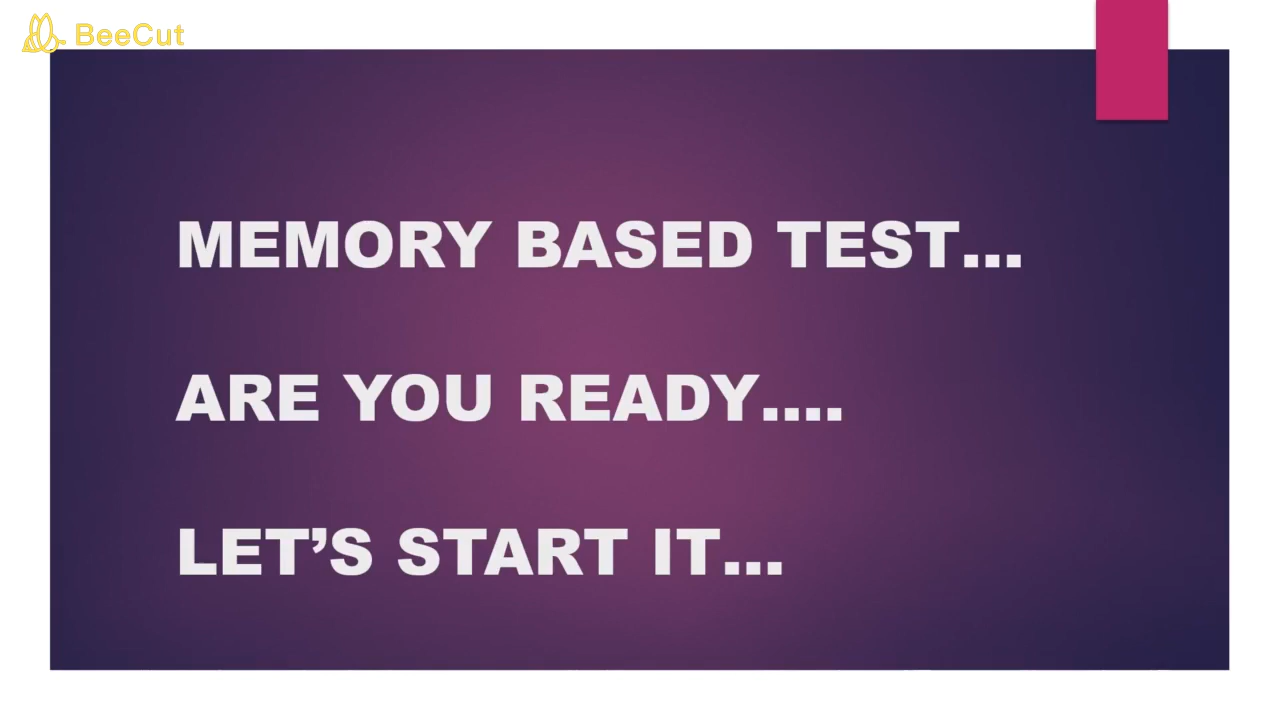 BeeCut
MEMORY BASED TEST...
ARE YOU READY....
LET’S START IT...